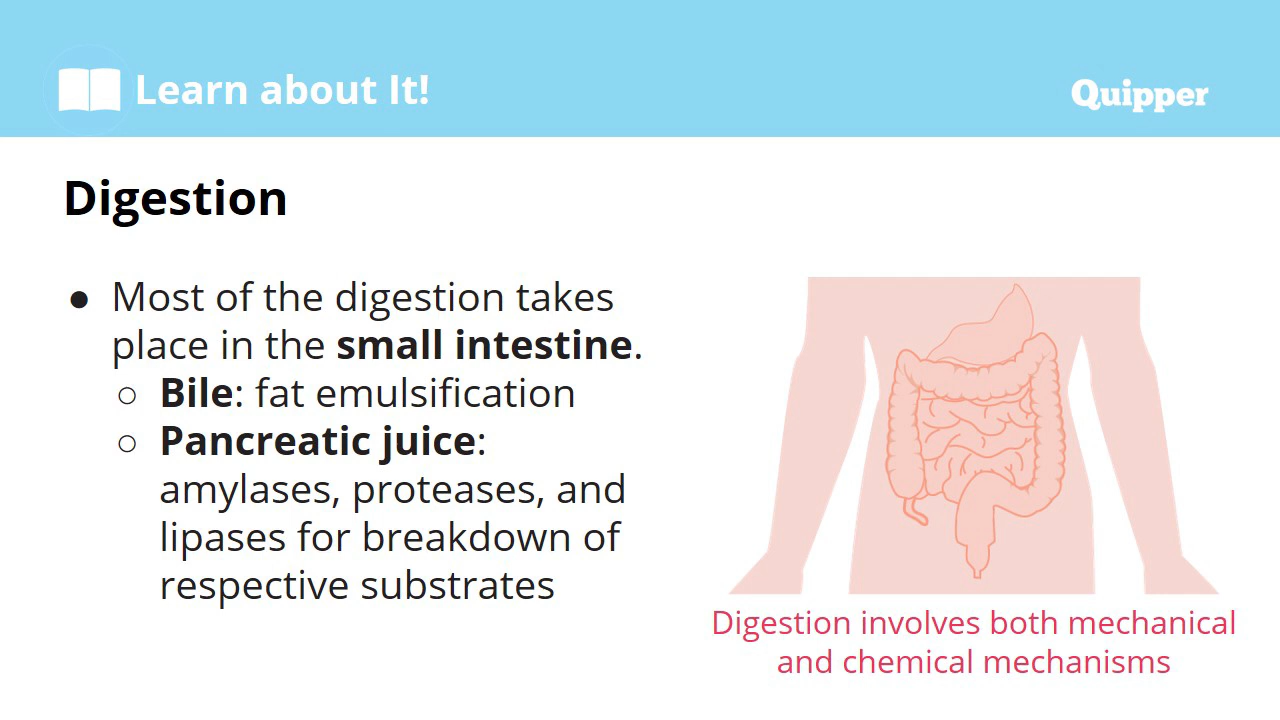 Learn about It!
Quipper
Digestion
● Most of the digestion takes
place in the small intestine.
○ Bile: fat emulsification
○ Pancreatic juice:
amylases, proteases, and
lipases for breakdown of
respective substrates
Digestion involves both mechanical
and chemical mechanisms